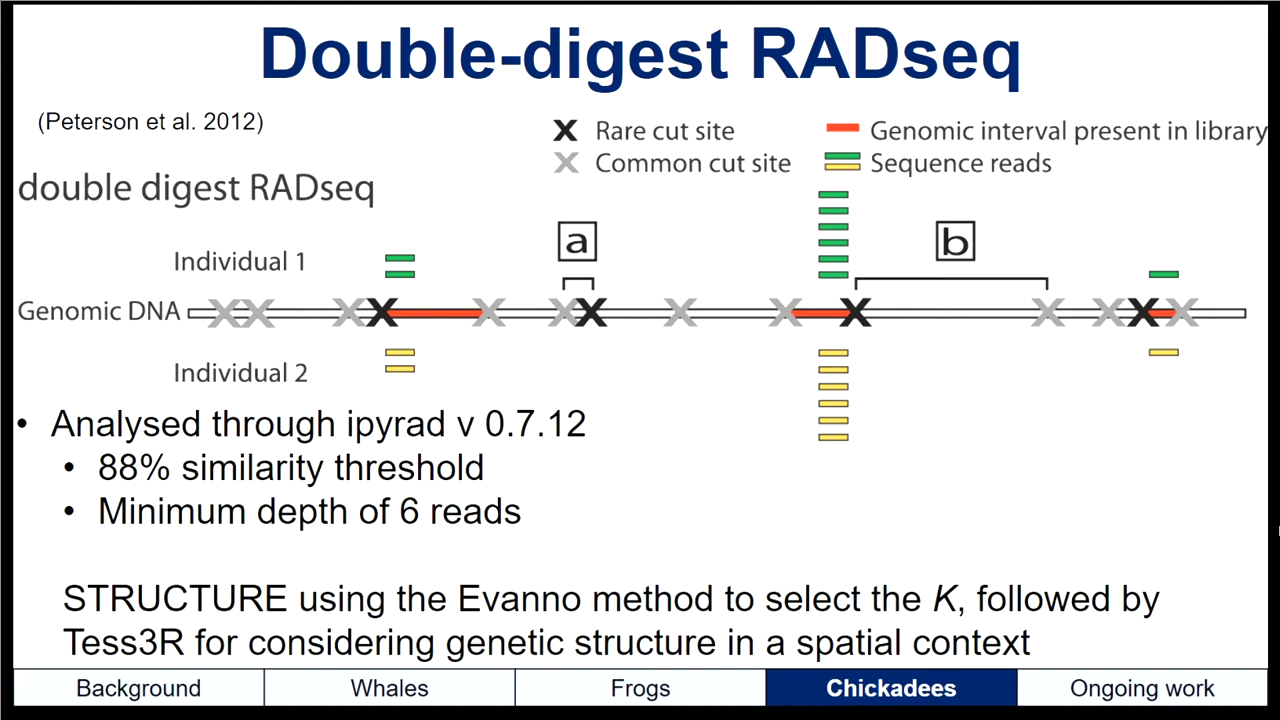 Double-digest RADseq
(Peterson et al. 2012)
Rare cut site
Genomic interval present in library
Common cut site
Sequence reads
double digest RADseq
a
b
Individual 1
Genomic DNA
Individual 2
• Analysed through ipyrad v 0.7.12
• 88% similarity threshold
• Minimum depth of 6 reads
STRUCTURE using the Evanno method to select the K, followed by
Tess3R for considering genetic structure in a spatial context
Background Whales Frogs Chickadees Ongoing work